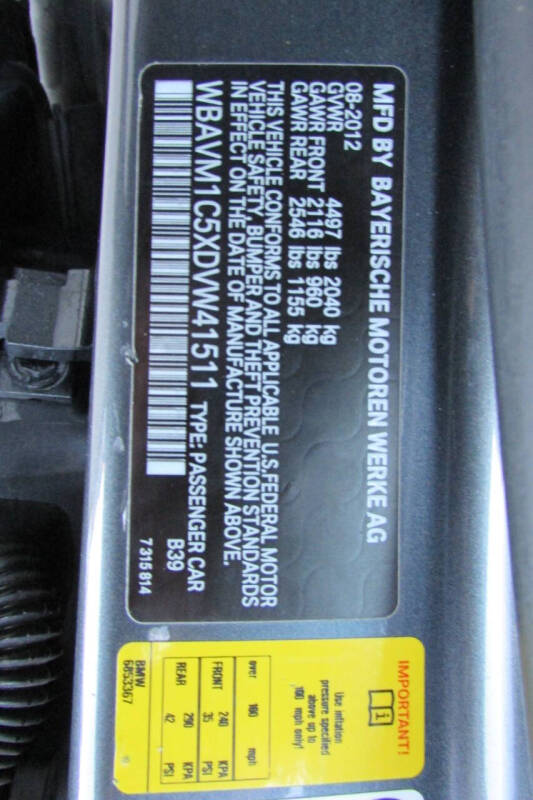 MFD BY BAYERISCHE MOTOREN WERKE AG
08-2012
GVWR 4497 lbs 2040 kg
GAWR FRONT 2116 lbs 960 kg
GAWR REAR 2546 lbs 1155 kg
THIS VEHICLE CONFORMS TO ALL APPLICABLE U.S.FEDERAL MOTOR
VEHICLE SAFETY, BUMPER AND THEFT PREVENTION STANDARDS
IN EFFECT ON THE DATE OF MANUFACTURE SHOWN ABOVE.
WBAVM1C5XDVW41511 TYPE: PASSENGER CAR
B39
7 315 814
IMPORTANT!
Use inflation
pressure specified
above up to
100 mph only!
over 160 mph
FRONT 240 KPA
35 PSI
REAR 290 KPA
42 PSI
BMW
6853367